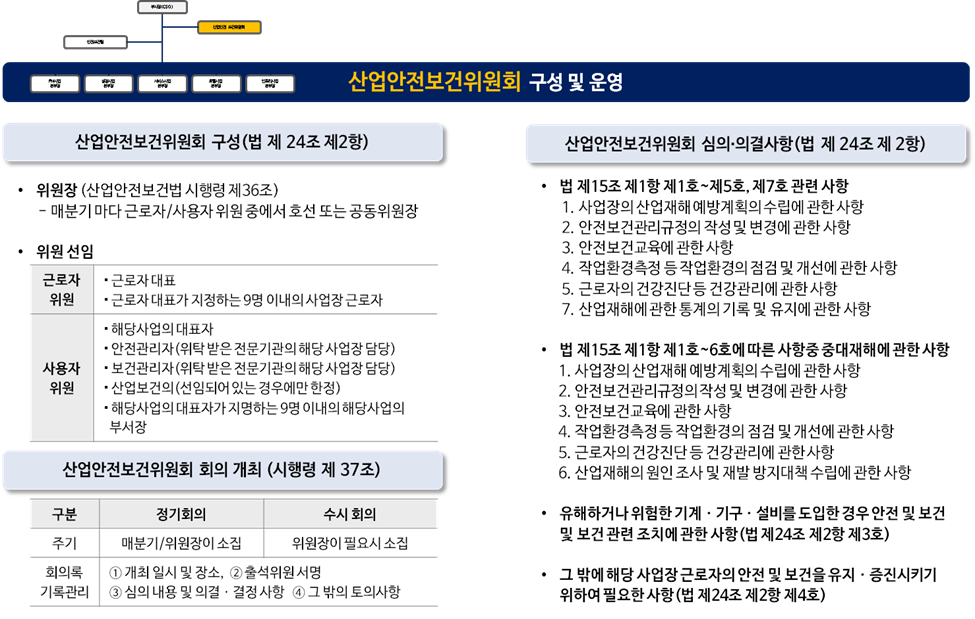 산업안전보건위원회 구성 및 운영
산업안전보건위원회 구성(법 제 24조 제2항)
• 위원장 (산업안전보건법 시행령 제36조)
– 매분기 마다 근로자/사용자 위원 중에서 호선 또는 공동위원장
• 위원 선임
근로자
위원
▪ 근로자 대표
▪ 근로자 대표가 지정하는 9명 이내의 사업장 근로자
사용자
위원
▪ 해당사업의 대표자
▪ 안전관리자 (위탁 받은 전문기관의 해당 사업장 담당)
▪ 보건관리자 (위탁 받은 전문기관의 해당 사업장 담당)
▪ 산업보건의 (선임되어 있는 경우에만 한정)
▪ 해당사업의 대표자가 지명하는 9명 이내의 해당사업의
부서장
산업안전보건위원회 회의 개최 (시행령 제 37조)
구분 정기회의 수시 회의
주기 매분기/위원장이 소집 위원장이 필요시 소집
회의록
기록관리
① 개최 일시 및 장소, ② 출석위원 서명
③ 심의 내용 및 의결 · 결정 사항 ④ 그 밖의 토의사항
산업안전보건위원회 심의·의결사항(법 제 24조 제 2항)
• 법 제15조 제1항 제1호~제5호, 제7호 관련 사항
1. 사업장의 산업재해 예방계획의 수립에 관한 사항
2. 안전보건관리규정의 작성 및 변경에 관한 사항
3. 안전보건교육에 관한 사항
4. 작업환경측정 등 작업환경의 점검 및 개선에 관한 사항
5. 근로자의 건강진단 등 건강관리에 관한 사항
7. 산업재해에 관한 통계의 기록 및 유지에 관한 사항
• 법 제15조 제1항 제1호~6호에 따른 사항중 중대재해에 관한 사항
1. 사업장의 산업재해 예방계획의 수립에 관한 사항
2. 안전보건관리규정의 작성 및 변경에 관한 사항
3. 안전보건교육에 관한 사항
4. 작업환경측정 등 작업환경의 점검 및 개선에 관한 사항
5. 근로자의 건강진단 등 건강관리에 관한 사항
6. 산업재해의 원인 조사 및 재발 방지대책 수립에 관한 사항
• 유해하거나 위험한 기계 · 기구 · 설비를 도입한 경우 안전 및 보건
및 보건 관련 조치에 관한 사항 (법 제24조 제2항 제3호)
• 그 밖에 해당 사업장 근로자의 안전 및 보건을 유지 · 증진시키기
위하여 필요한 사항 (법 제24조 제2항 제4호)